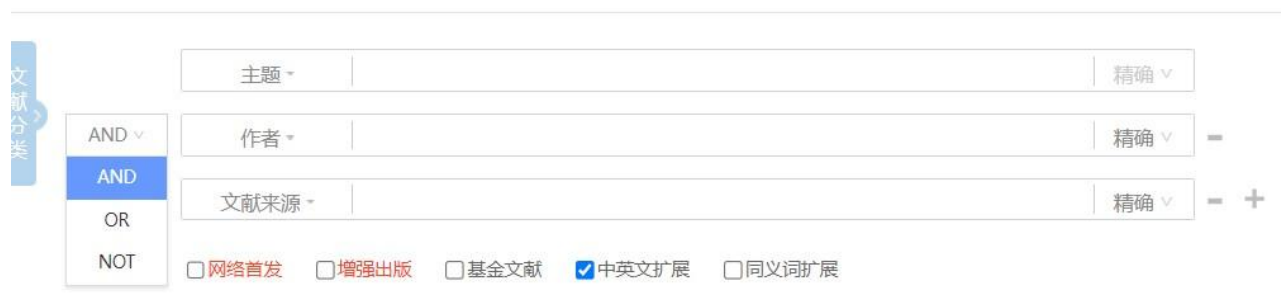 文献分类
主题 精确
AND 作者 精确
AND
文献来源 精确
OR
NOT
网络首发 增强出版 基金文献 中英文扩展 同义词扩展